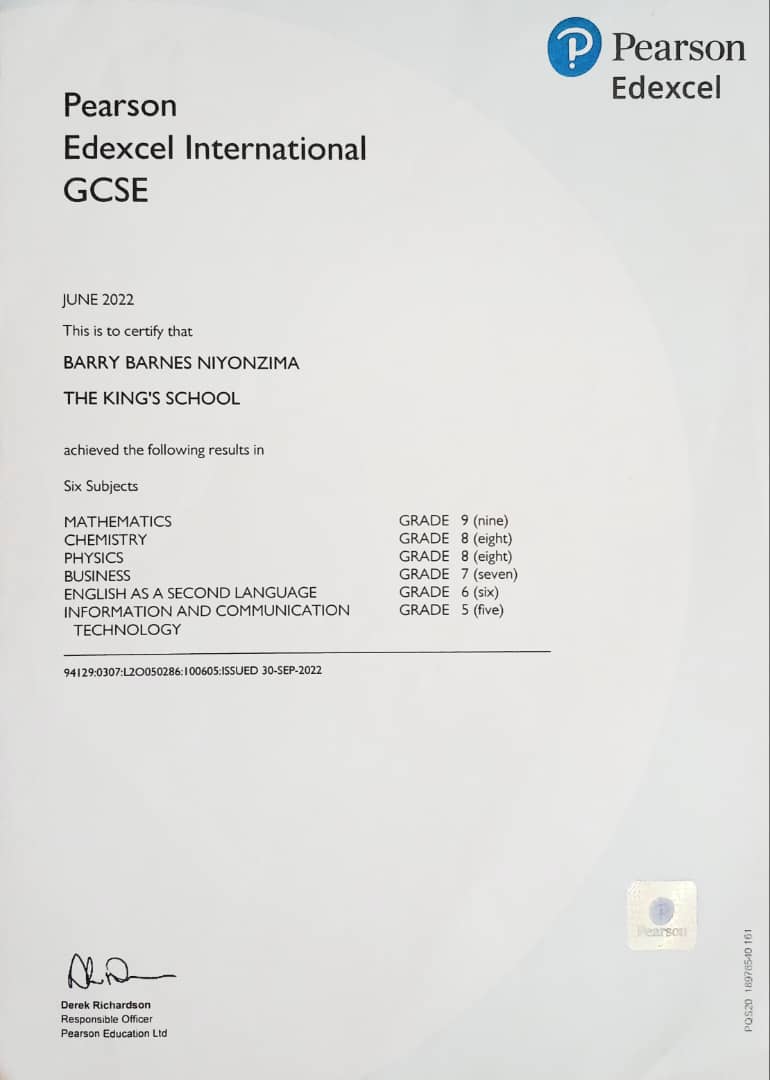 Pearson
Edexcel
Pearson
Edexcel International
GCSE
JUNE 2022
This is to certify that
BARRY BARNES NIYONZIMA
THE KING'S SCHOOL
achieved the following results in
Six Subjects
MATHEMATICS GRADE 9 (nine)
CHEMISTRY GRADE 8 (eight)
PHYSICS GRADE 8 (eight)
BUSINESS GRADE 7 (seven)
ENGLISH AS A SECOND LANGUAGE GRADE 6 (six)
INFORMATION AND COMMUNICATION GRADE 5 (five)
TECHNOLOGY
94129:0307:L2O050286:100605:ISSUED 30-SEP-2022
Pearson
Derek Richardson
Responsible Officer
Pearson Education Ltd
PQS20 18978540 161